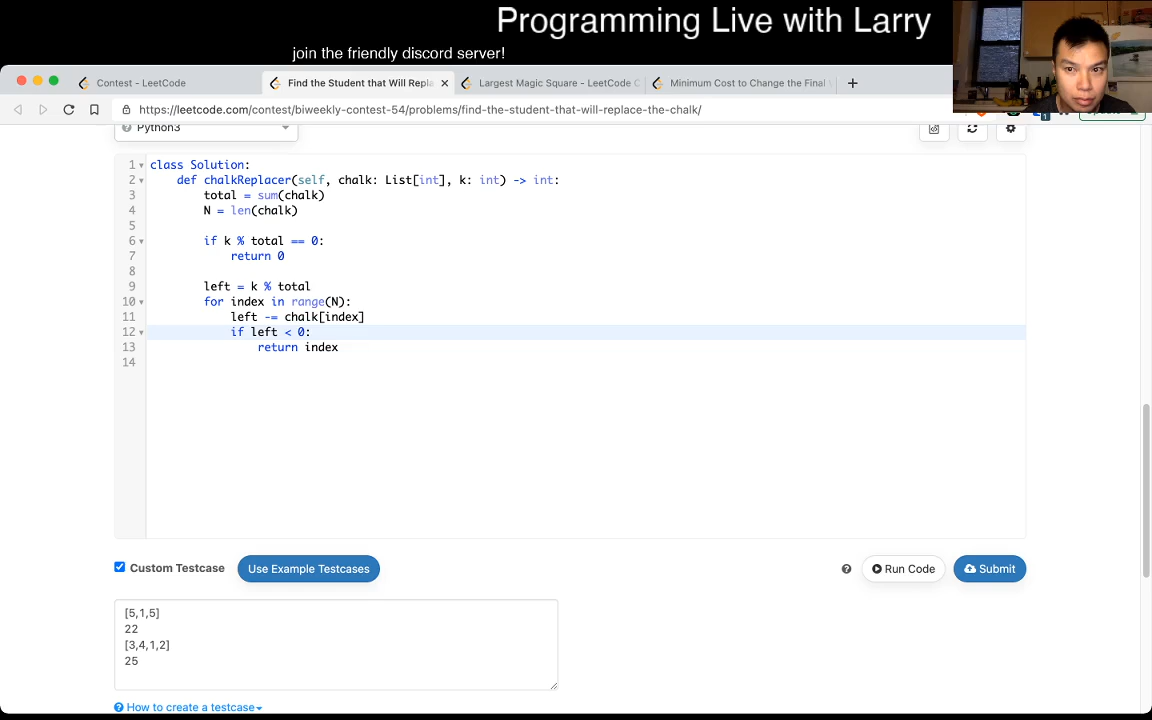 Programming Live with Larry
join the friendly discord server!
Contest - LeetCode
Find the Student that Will Repla
Largest Magic Square - LeetCode C
Minimum Cost to Change the Final
https://leetcode.com/contest/biweekly-contest-54/problems/find-the-student-that-will-replace-the-chalk/
Python3
1 class Solution:
2 def chalkReplacer(self, chalk: List[int], k: int) -> int:
3 total = sum(chalk)
4 N = len(chalk)
5
6 if k % total == 0:
7 return 0
8
9 left = k % total
10 for index in range(N):
11 left -= chalk[index]
12 if left < 0:
13 return index
14
Custom Testcase
Use Example Testcases
Run Code
Submit
[5,1,5]
22
[3,4,1,2]
25
How to create a testcase